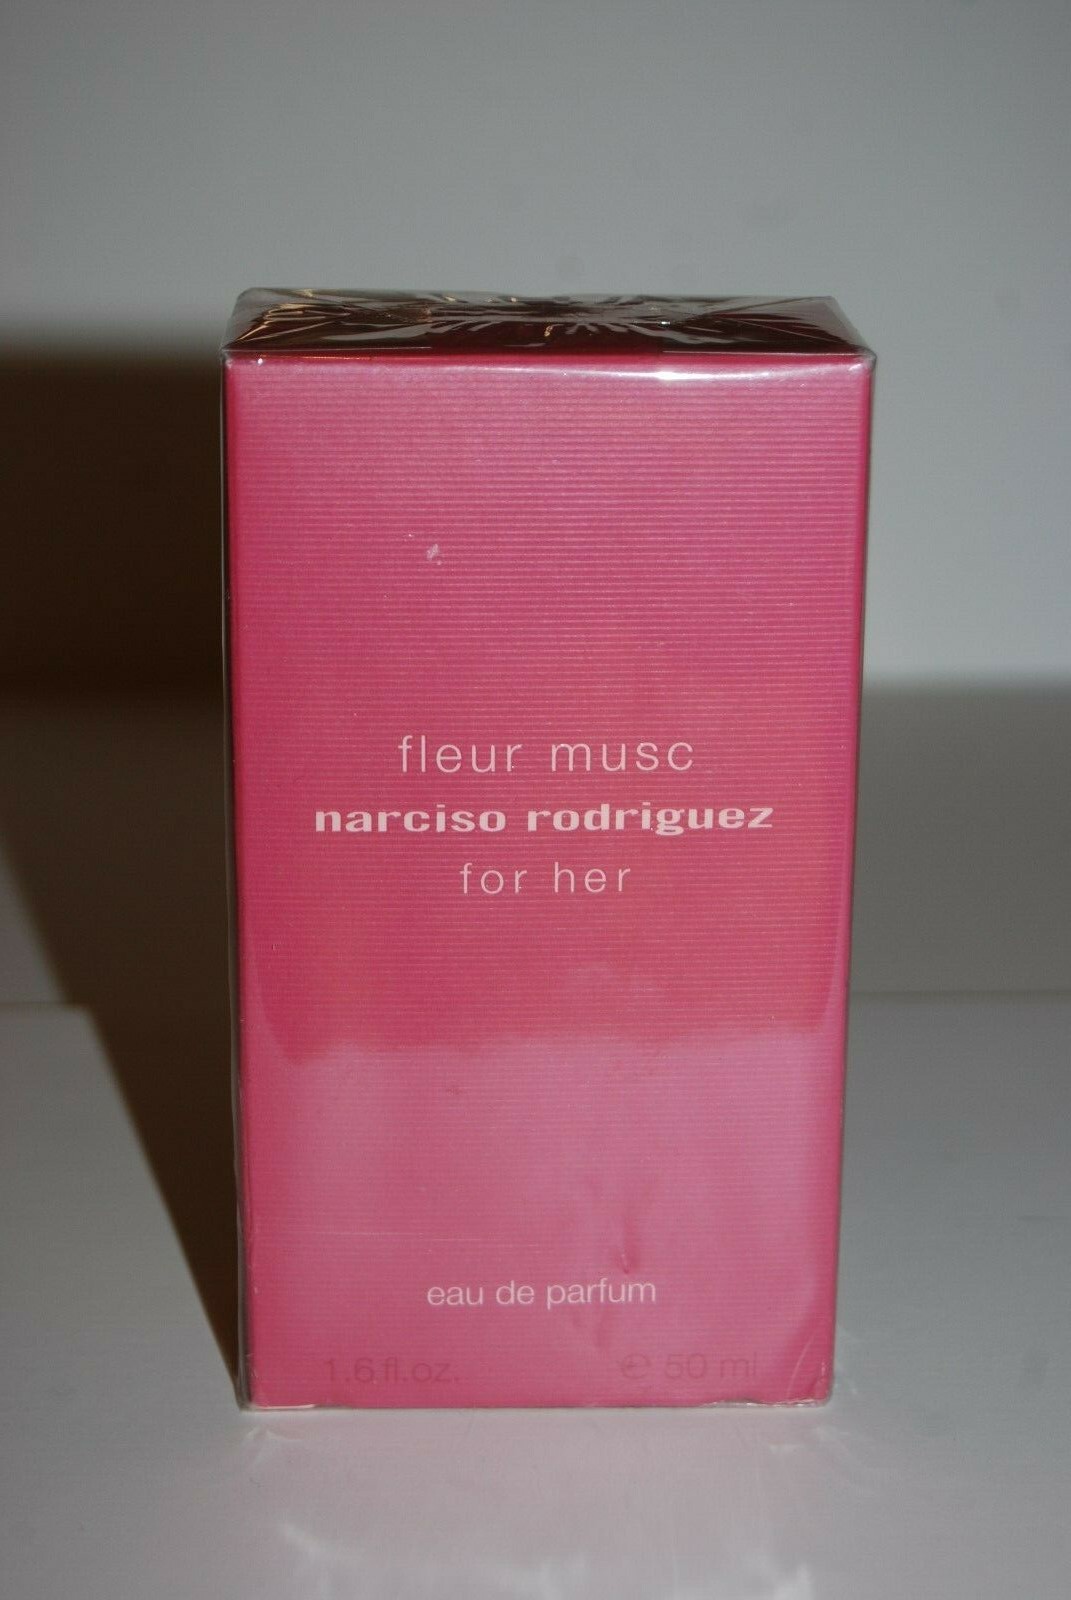 fleur musc
narciso rodriguez
for her
eau de parfum
1.6 fl.oz. ℮ 50 ml